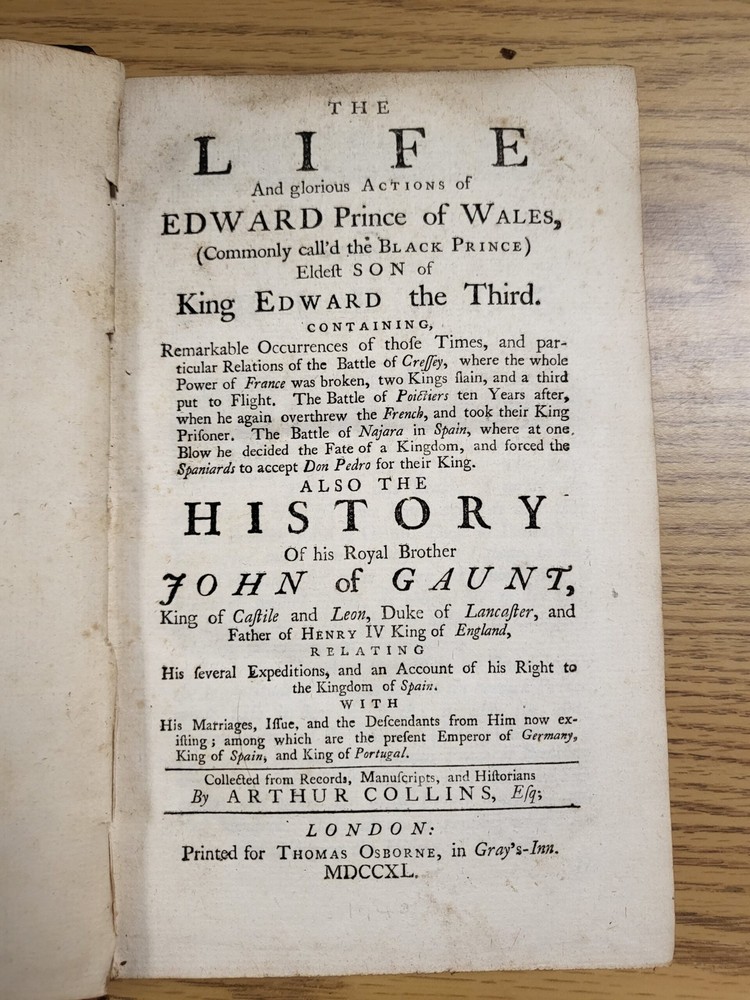 THE
LIFE
And glorious ACTIONS of
EDWARD Prince of WALES,
(Commonly call'd the BLACK PRINCE)
Eldeſt SON of
King EDWARD the Third.
CONTAINING,
Remarkable Occurrences of thoſe Times, and par-
ticular Relations of the Battle of Creſſey, where the whole
Power of France was broken, two Kings ſlain, and a third
put to Flight. The Battle of Poictiers ten Years after,
when he again overthrew the French, and took their King
Priſoner. The Battle of Najara in Spain, where at one
Blow he decided the Fate of a Kingdom, and forced the
Spaniards to accept Don Pedro for their King.
ALSO THE
HISTORY
Of his Royal Brother
JOHN of GAUNT,
King of Caſtile and Leon, Duke of Lancaſter, and
Father of HENRY IV King of England,
RELATING
His ſeveral Expeditions, and an Account of his Right to
the Kingdom of Spain.
WITH
His Marriages, Iſſue, and the Deſcendants from Him now ex-
iſting; among which are the preſent Emperor of Germany,
King of Spain, and King of Portugal.
Collected from Records, Manuſcripts, and Hiſtorians
By ARTHUR COLLINS, Eſq;
LONDON:
Printed for THOMAS OSBORNE, in Gray's-Inn.
MDCCXL.